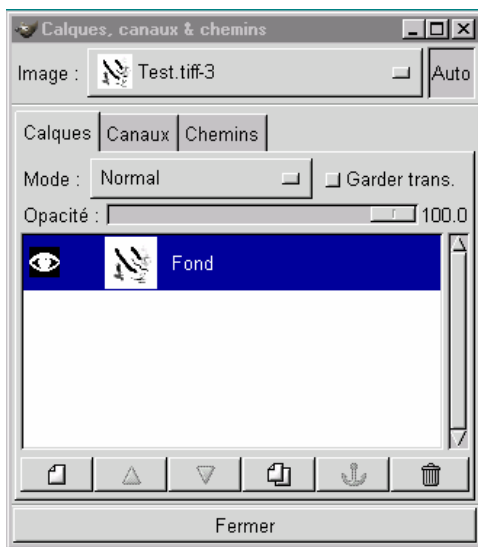 Calques, canaux & chemins
Image : Test.tiff-3 Auto
Calques Canaux Chemins
Mode : Normal Garder trans.
Opacité : 100.0
Fond
Fermer